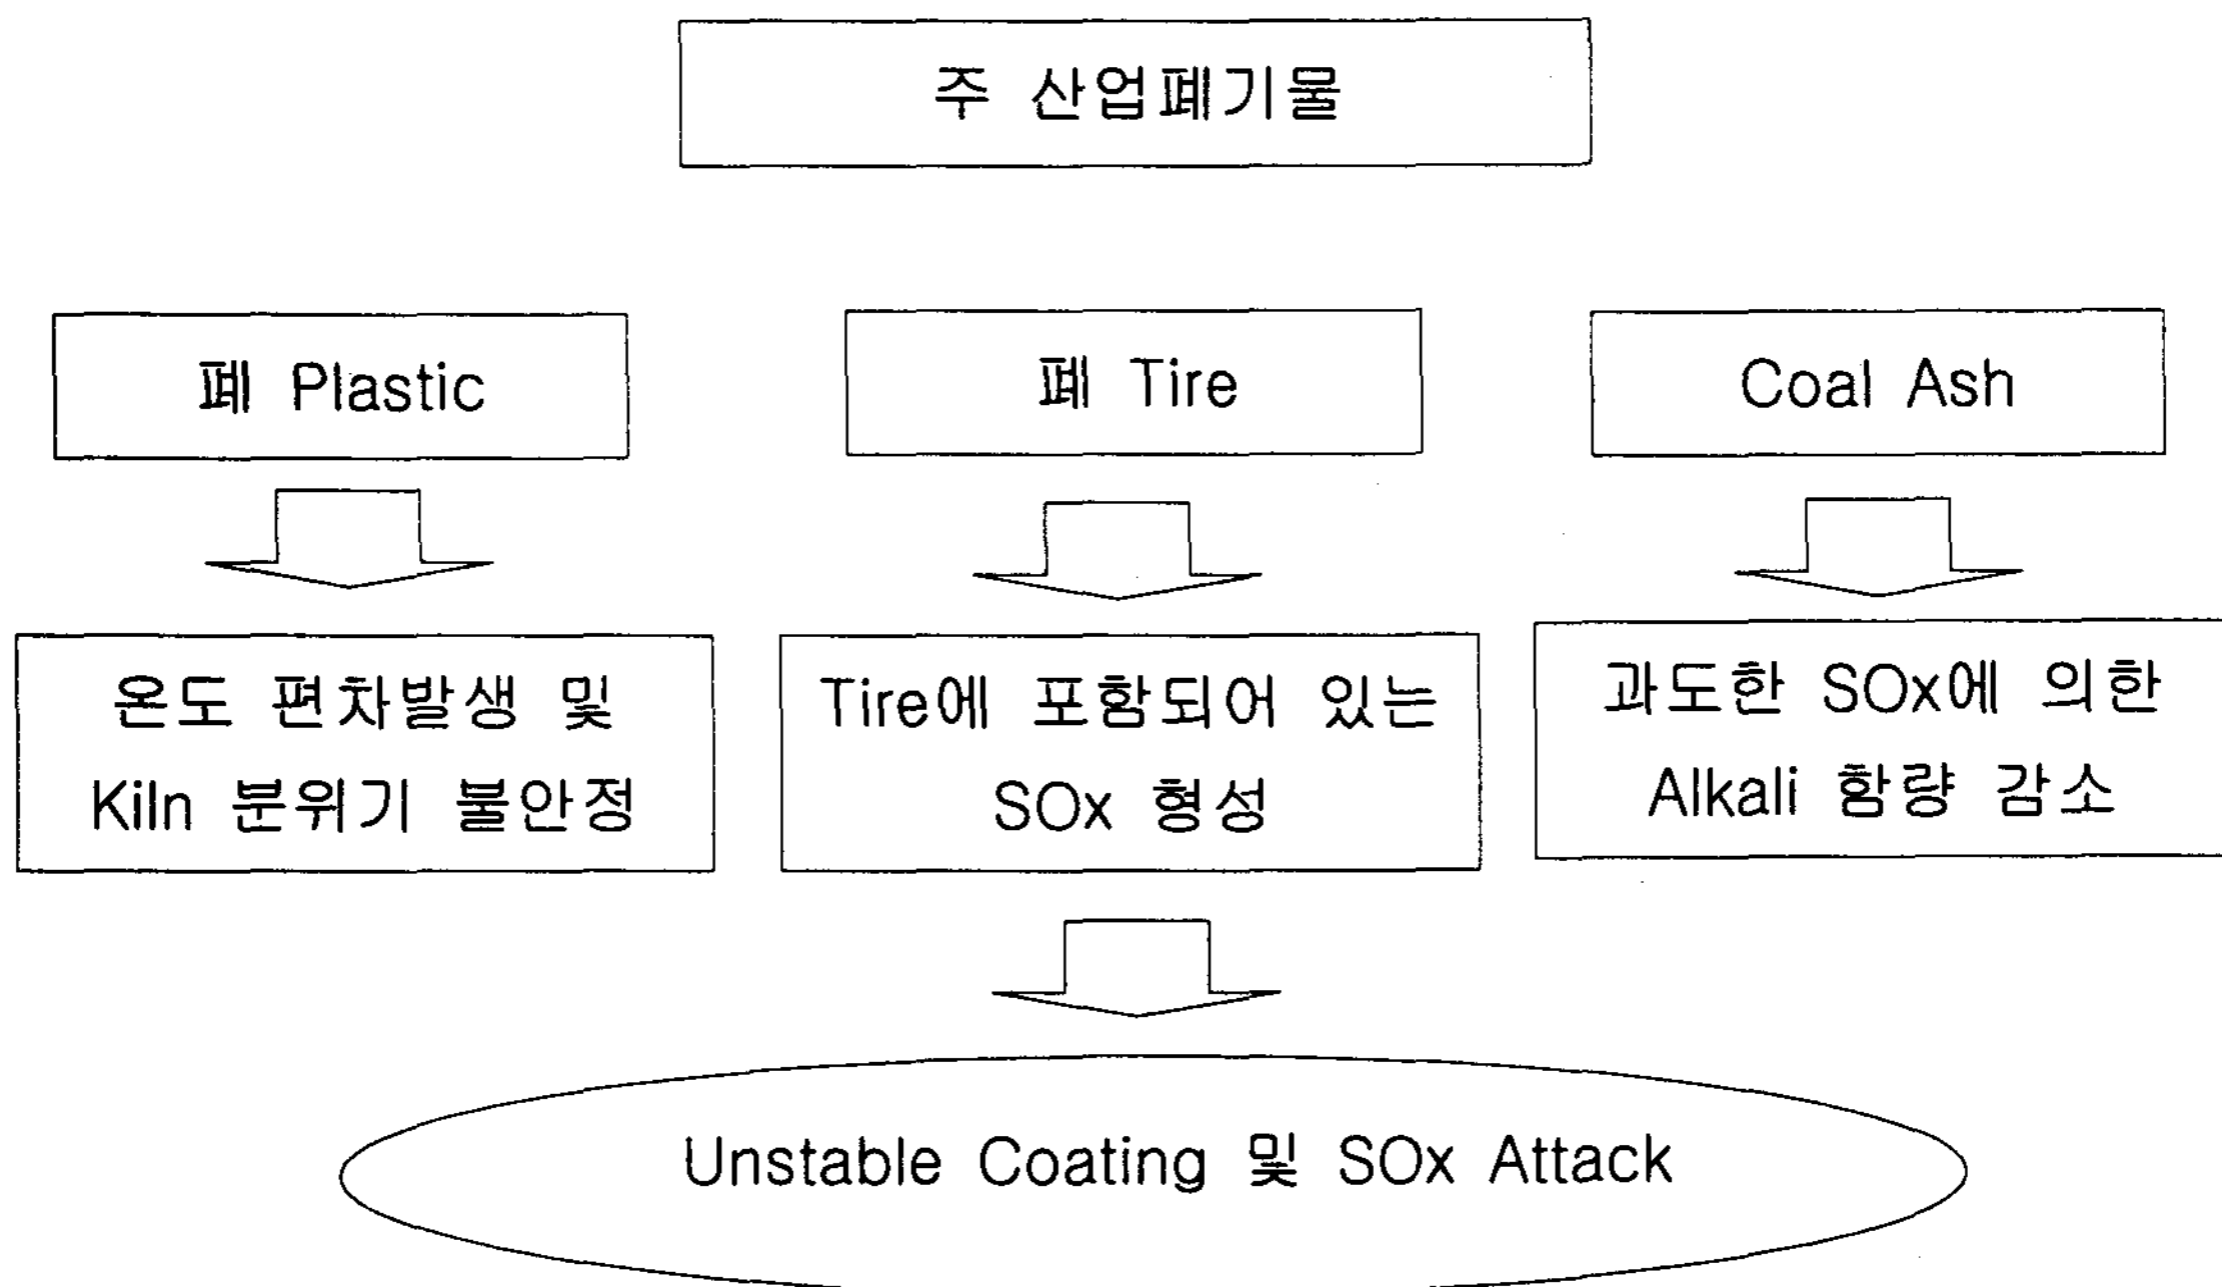 주 산업폐기물
폐 Plastic
폐 Tire
Coal Ash
온도 편차발생 및
Kiln 분위기 불안정
Tire에 포함되어 있는
SOx 형성
과도한 SOx에 의한
Alkali 함량 감소
Unstable Coating 및 SOx Attack